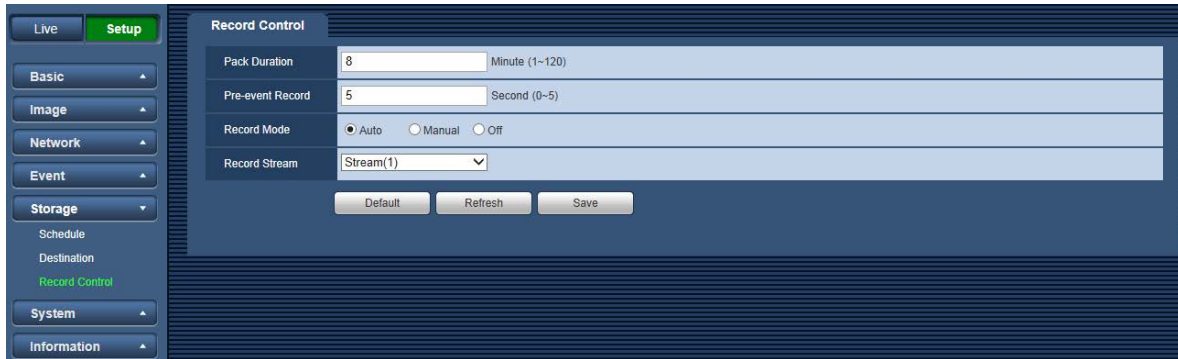 Live Setup
Basic
Image
Network
Event
Storage
Schedule
Destination
Record Control
System
Information
Record Control
Pack Duration 8 Minute (1~120)
Pre-event Record 5 Second (0~5)
Record Mode Auto Manual Off
Record Stream Stream(1)
Default Refresh Save